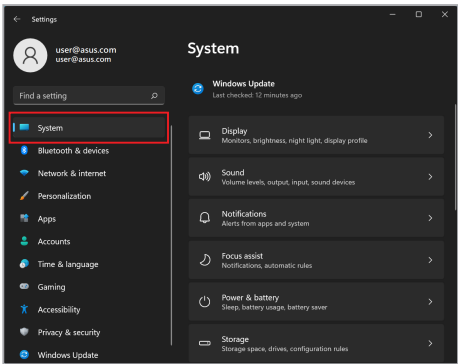 Settings
user@asus.com
user@asus.com
Find a setting
System
Bluetooth & devices
Network & internet
Personalization
Apps
Accounts
Time & language
Gaming
Accessibility
Privacy & security
Windows Update
System
Windows Update
Last checked: 12 minutes ago
Display
Monitors, brightness, night light, display profile
Sound
Volume levels, output, input, sound devices
Notifications
Alerts from apps and system
Focus assist
Notifications, automatic rules
Power & battery
Sleep, battery usage, battery saver
Storage
Storage space, drives, configuration rules